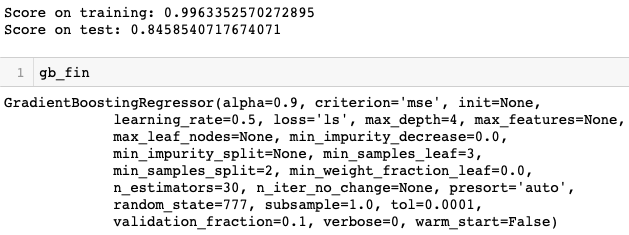 Score on training: 0.9963352570272895
Score on test: 0.8458540717674071
1 gb_fin
GradientBoostingRegressor(alpha=0.9, criterion='mse', init=None,
learning_rate=0.5, loss='ls', max_depth=4, max_features=None,
max_leaf_nodes=None, min_impurity_decrease=0.0,
min_impurity_split=None, min_samples_leaf=3,
min_samples_split=2, min_weight_fraction_leaf=0.0,
n_estimators=30, n_iter_no_change=None, presort='auto',
random_state=777, subsample=1.0, tol=0.0001,
validation_fraction=0.1, verbose=0, warm_start=False)